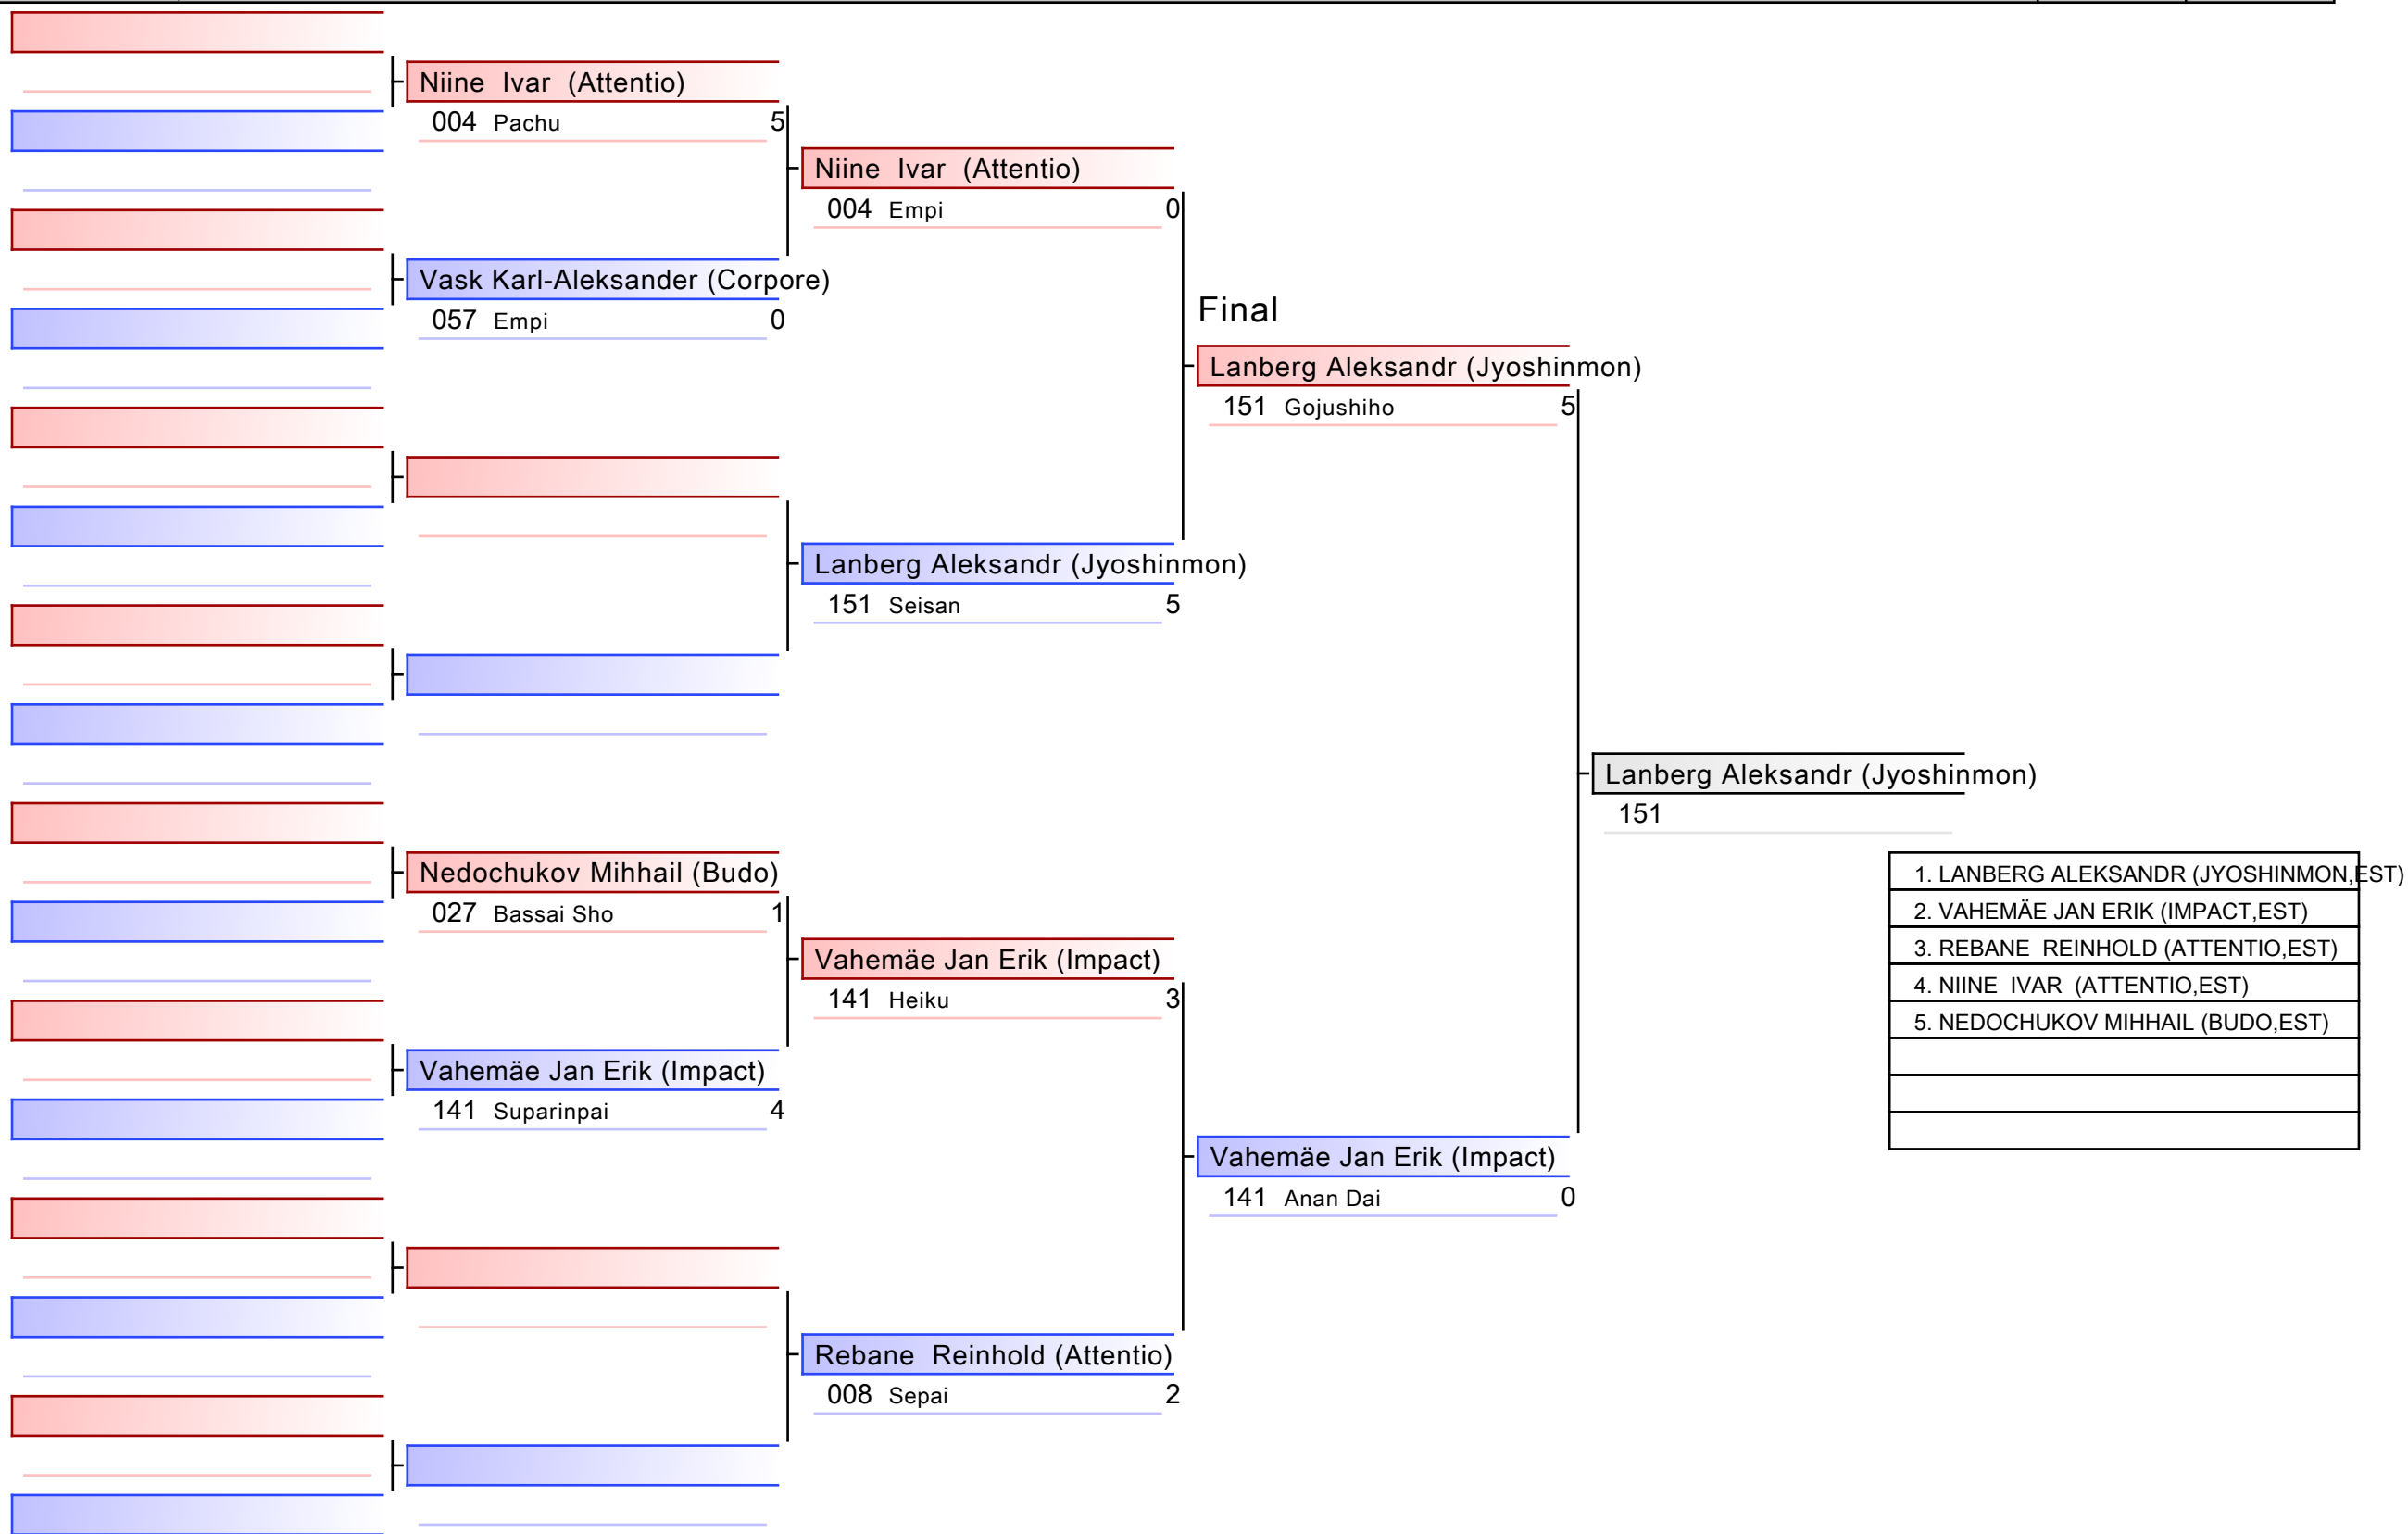 Niine  Ivar  (Attentio)
004 Pachu 5
Vask Karl-Aleksander (Corpore)
057 Empi 0
Nedochukov Mihhail (Budo)
027 Bassai Sho 1
Vahemäe Jan Erik (Impact)
141 Suparinpai 4
Niine  Ivar  (Attentio)
004 Empi 0
Lanberg Aleksandr (Jyoshinmon)
151 Seisan 5
Vahemäe Jan Erik (Impact)
141 Heiku 3
Rebane  Reinhold (Attentio)
008 Sepai 2
Final
Lanberg Aleksandr (Jyoshinmon)
151 Gojushiho 5
Vahemäe Jan Erik (Impact)
141 Anan Dai 0
Lanberg Aleksandr (Jyoshinmon)
151
1. LANBERG ALEKSANDR (JYOSHINMON,EST)
2. VAHEMÄE JAN ERIK (IMPACT,EST)
3. REBANE  REINHOLD (ATTENTIO,EST)
4. NIINE  IVAR  (ATTENTIO,EST)
5. NEDOCHUKOV MIHHAIL (BUDO,EST)